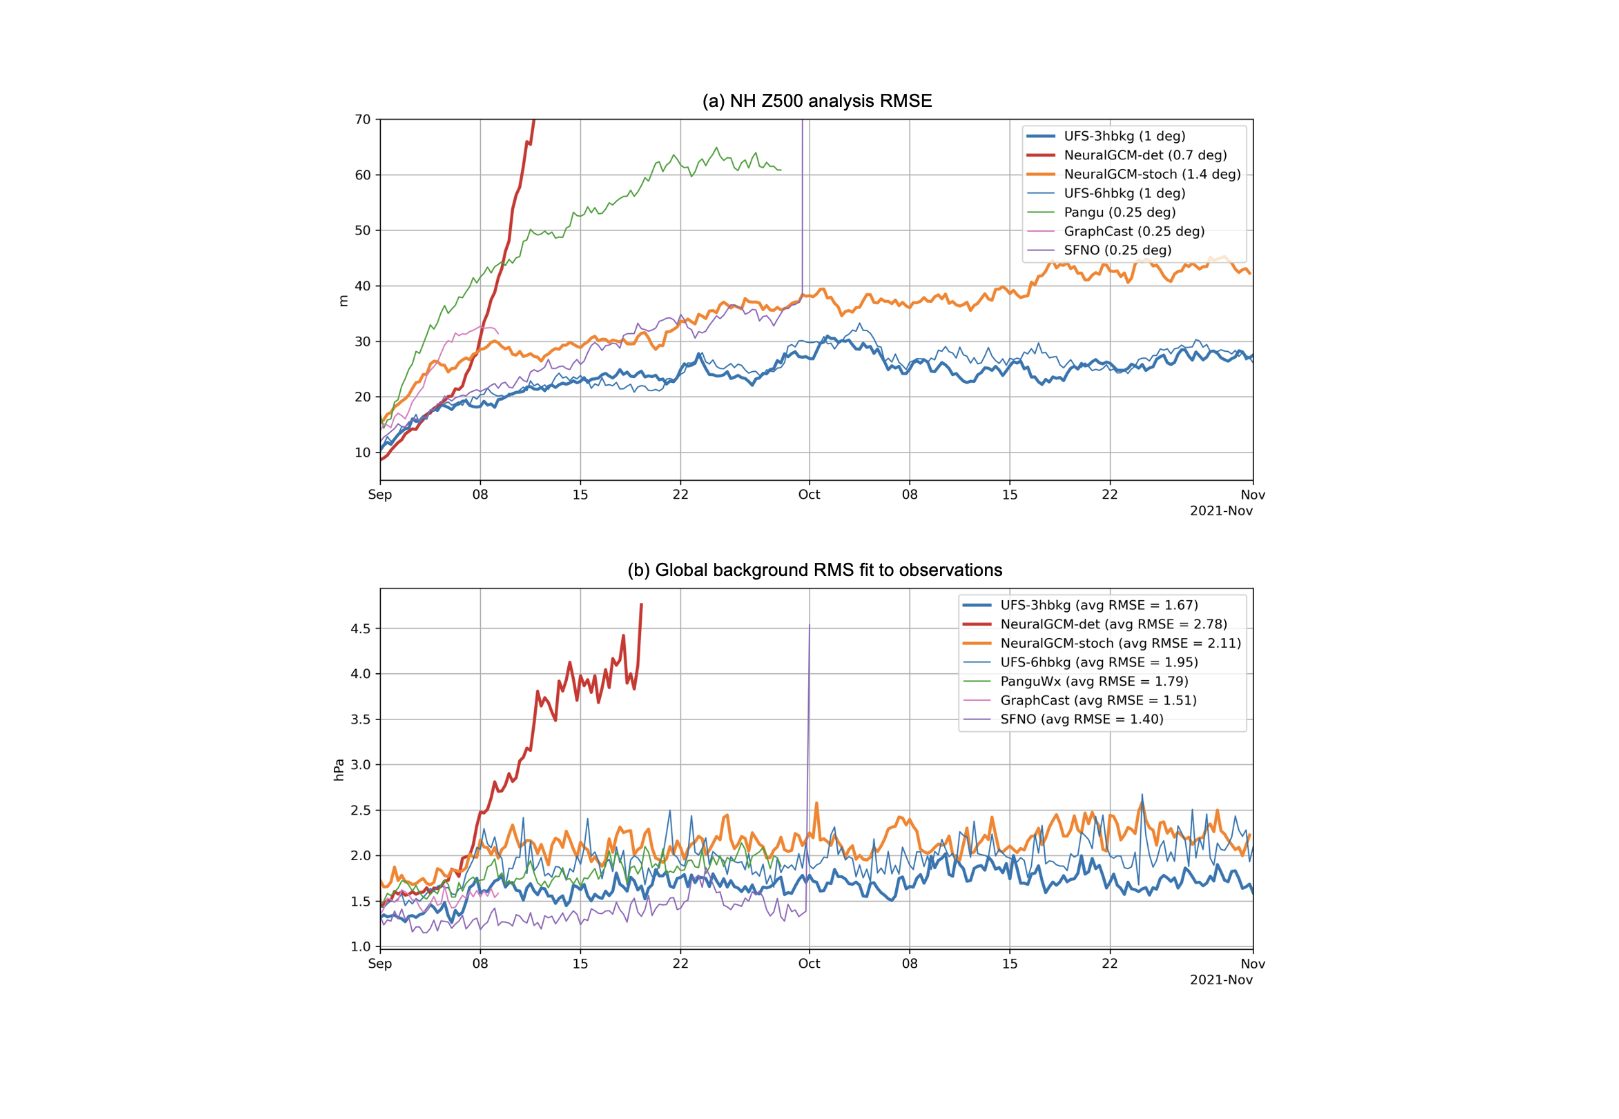 (a) NH Z500 analysis RMSE
70
60
50
40
30
20
10
m
UFS-3hbkg (1 deg)
NeuralGCM-det (0.7 deg)
NeuralGCM-stoch (1.4 deg)
UFS-6hbkg (1 deg)
Pangu (0.25 deg)
GraphCast (0.25 deg)
SFNO (0.25 deg)
Sep 08 15 22 Oct 08 15 22 Nov
2021-Nov
(b) Global background RMS fit to observations
4.5
4.0
3.5
3.0
2.5
2.0
1.5
1.0
hPa
UFS-3hbkg (avg RMSE = 1.67)
NeuralGCM-det (avg RMSE = 2.78)
NeuralGCM-stoch (avg RMSE = 2.11)
UFS-6hbkg (avg RMSE = 1.95)
PanguWx (avg RMSE = 1.79)
GraphCast (avg RMSE = 1.51)
SFNO (avg RMSE = 1.40)
Sep 08 15 22 Oct 08 15 22 Nov
2021-Nov